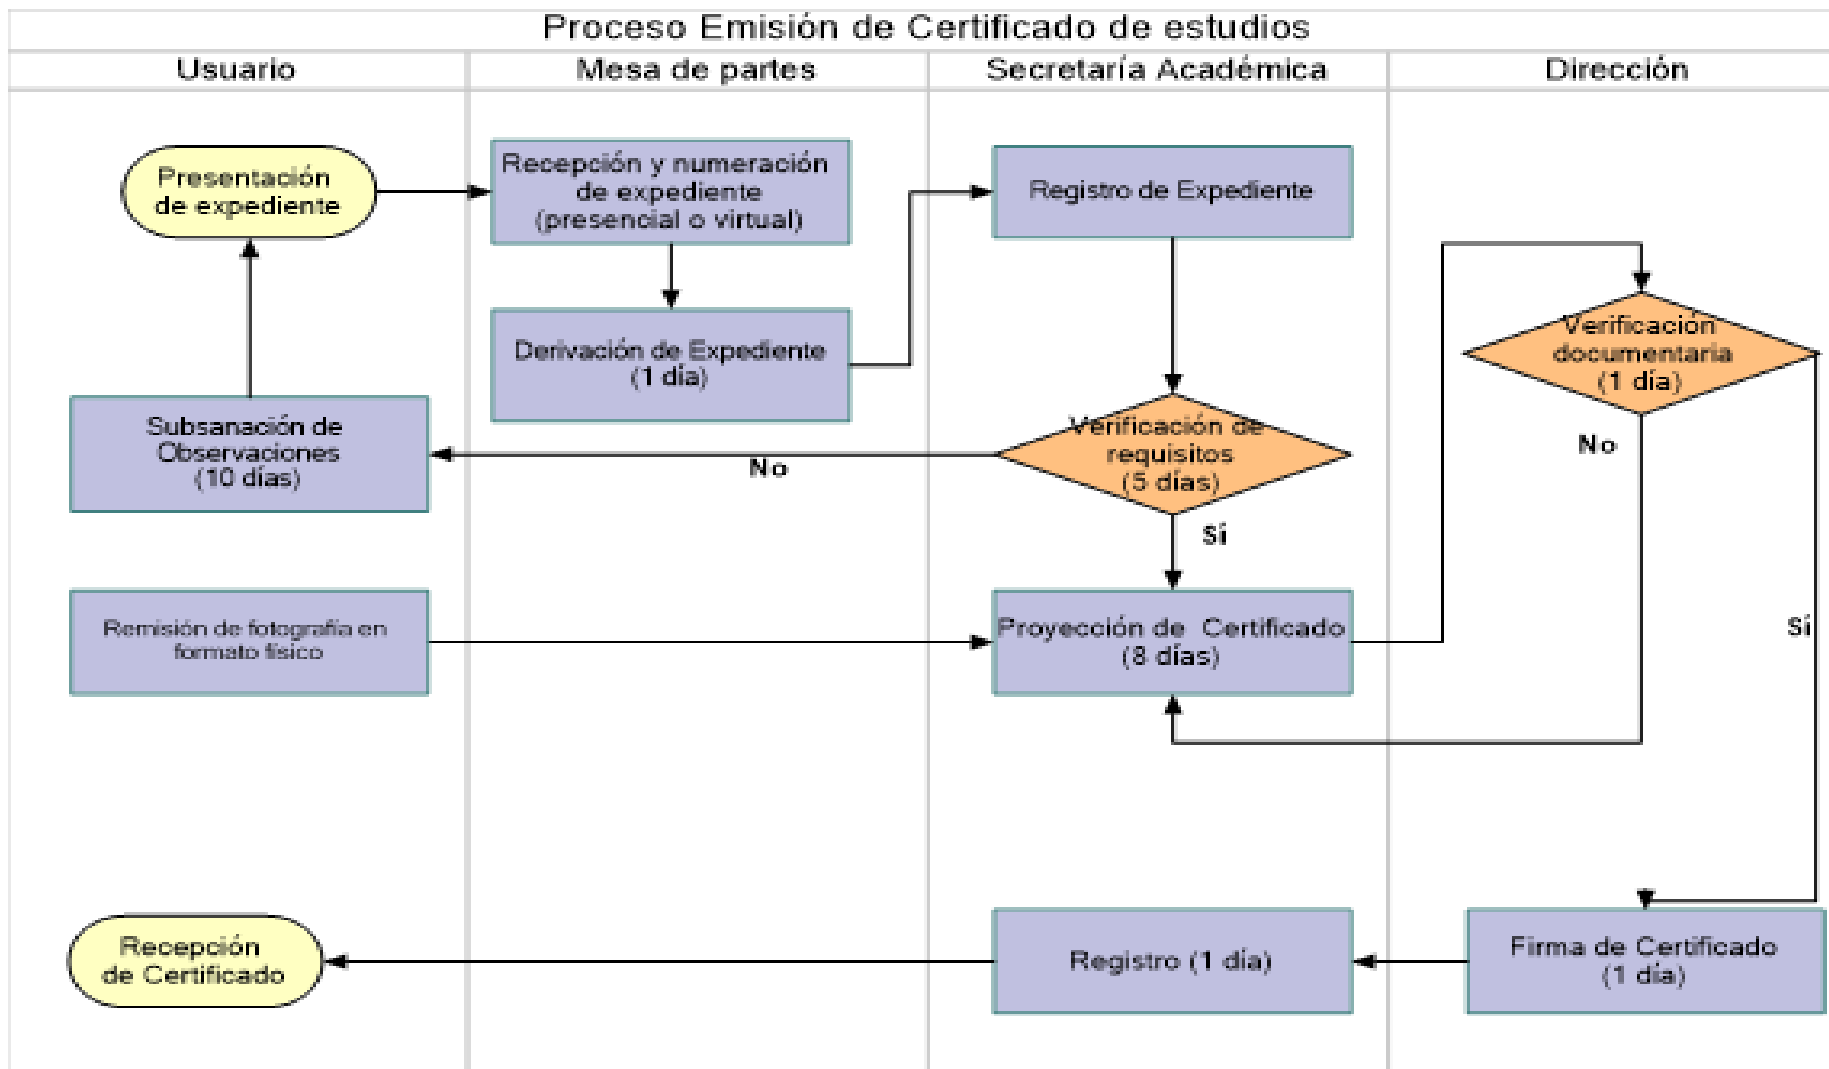 Proceso Emisión de Certificado de estudios
Usuario
Mesa de partes
Secretaría Académica
Dirección
Presentación
de expediente
Recepción y numeración
de expediente
(presencial o virtual)
Registro de Expediente
Derivación de Expediente
(1 día)
Verificación
documentaria
(1 día)
Subsanación de
Observaciones
(10 días)
Verificación de
requisitos
(5 días)
No
No
Sí
Remisión de fotografía en
formato físico
Proyección de Certificado
(8 días)
Sí
Recepción
de Certificado
Registro (1 día)
Firma de Certificado
(1 día)